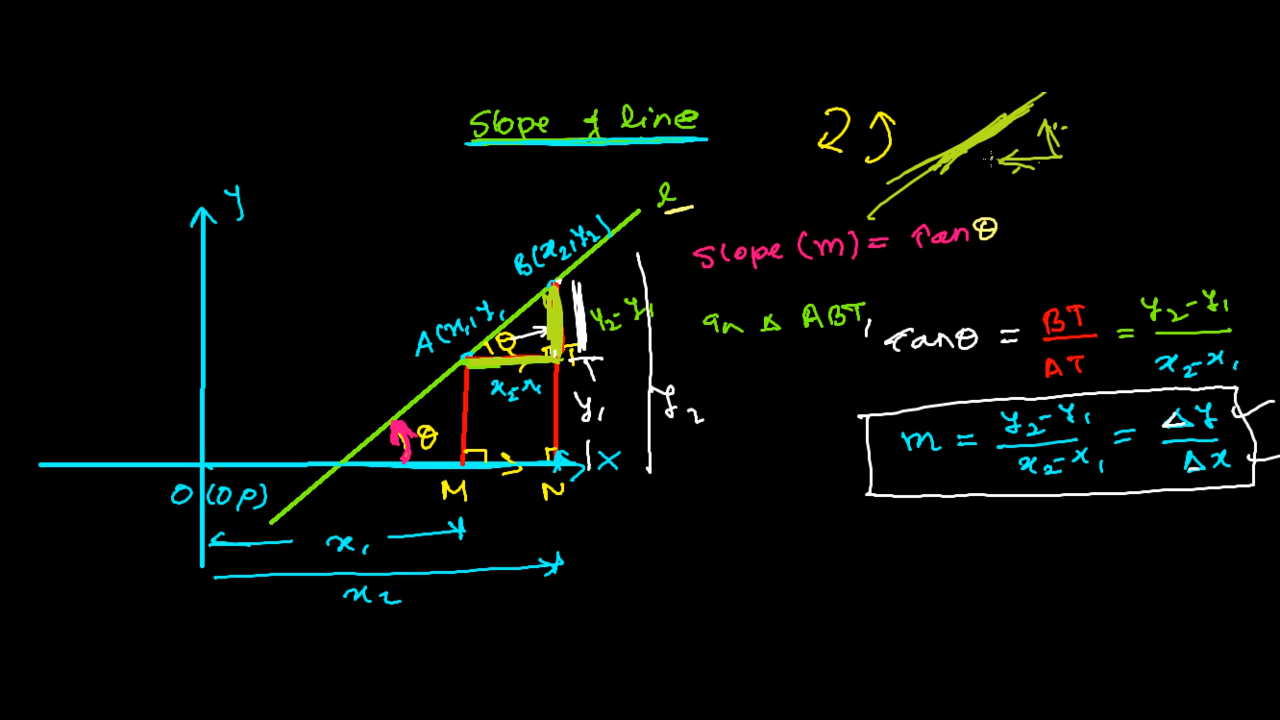 Slope of line
y
l
B(x₂,y₂)
Slope (m) = Tanθ
A(x₁,y₁
θ
y₂-y₁
In Δ ABT,
Tanθ = BT/AT = y₂-y₁/x₂-x₁
x₂-x₁
y₁
y₂
θ
m = y₂-y₁/x₂-x₁ = Δy/Δx
X
O (0,0)
M
N
x₁
x₂